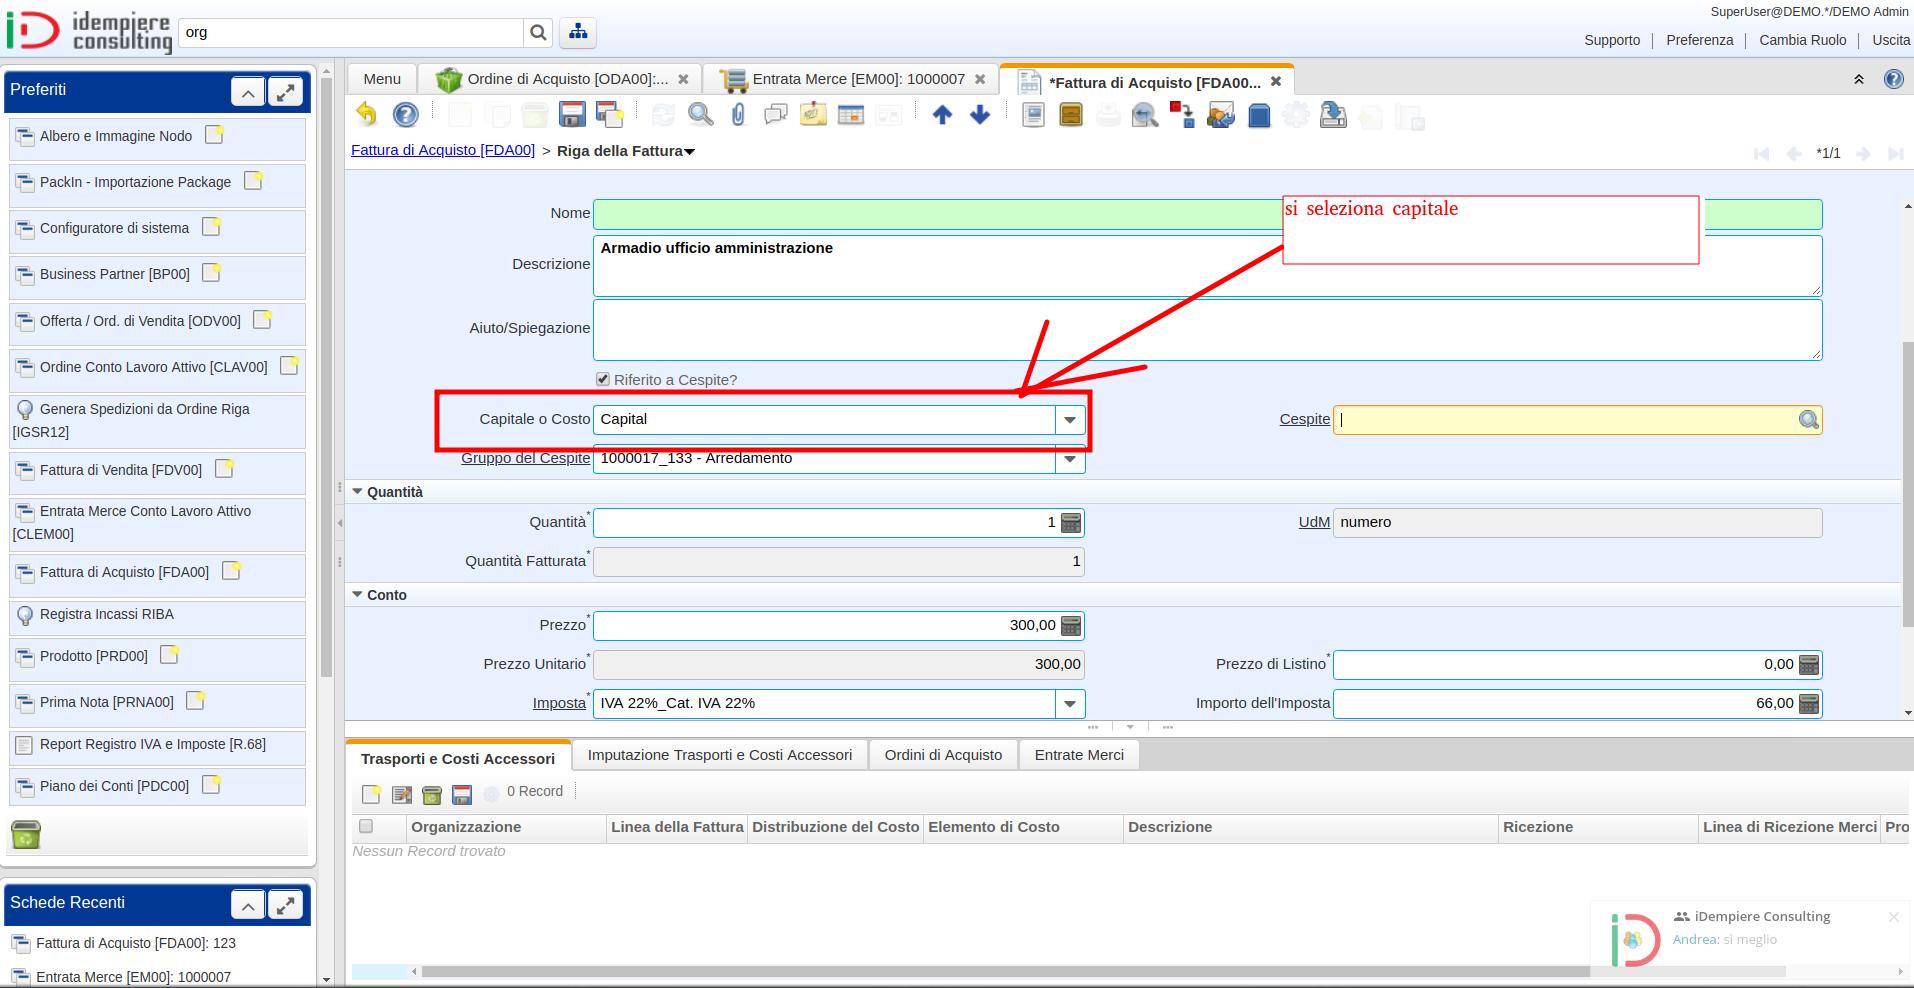 idempiere
consulting
org
SuperUser@DEMO.*/DEMO Admin
Supporto
Preferenza
Cambia Ruolo
Uscita
Preferiti
Albero e Immagine Nodo
PackIn - Importazione Package
Configuratore di sistema
Business Partner [BP00]
Offerta / Ord. di Vendita [ODV00]
Ordine Conto Lavoro Attivo [CLAV00]
Genera Spedizioni da Ordine Riga
[IGSR12]
Fattura di Vendita [FDV00]
Entrata Merce Conto Lavoro Attivo
[CLEM00]
Fattura di Acquisto [FDA00]
Registra Incassi RIBA
Prodotto [PRD00]
Prima Nota [PRNA00]
Report Registro IVA e Imposte [R.68]
Piano dei Conti [PDC00]
Schede Recenti
Fattura di Acquisto [FDA00]: 123
Entrata Merce [EM00]: 1000007
Menu
Ordine di Acquisto [ODA00]:...
Entrata Merce [EM00]: 1000007
*Fattura di Acquisto [FDA00...
Fattura di Acquisto [FDA00] > Riga della Fattura
*1/1
Nome
si seleziona capitale
Descrizione
Armadio ufficio amministrazione
Aiuto/Spiegazione
Riferito a Cespite?
Capitale o Costo
Capital
Cespite
Gruppo del Cespite
1000017_133 - Arredamento
Quantità
Quantità*
1
UdM
numero
Quantità Fatturata*
1
Conto
Prezzo*
300,00
Prezzo Unitario*
300,00
Prezzo di Listino*
0,00
Imposta*
IVA 22%_Cat. IVA 22%
Importo dell'Imposta
66,00
Trasporti e Costi Accessori
Imputazione Trasporti e Costi Accessori
Ordini di Acquisto
Entrate Merci
0 Record
Organizzazione
Linea della Fattura
Distribuzione del Costo
Elemento di Costo
Descrizione
Ricezione
Linea di Ricezione Merci
Pro
Nessun Record trovato
iDempiere Consulting
Andrea: sì meglio